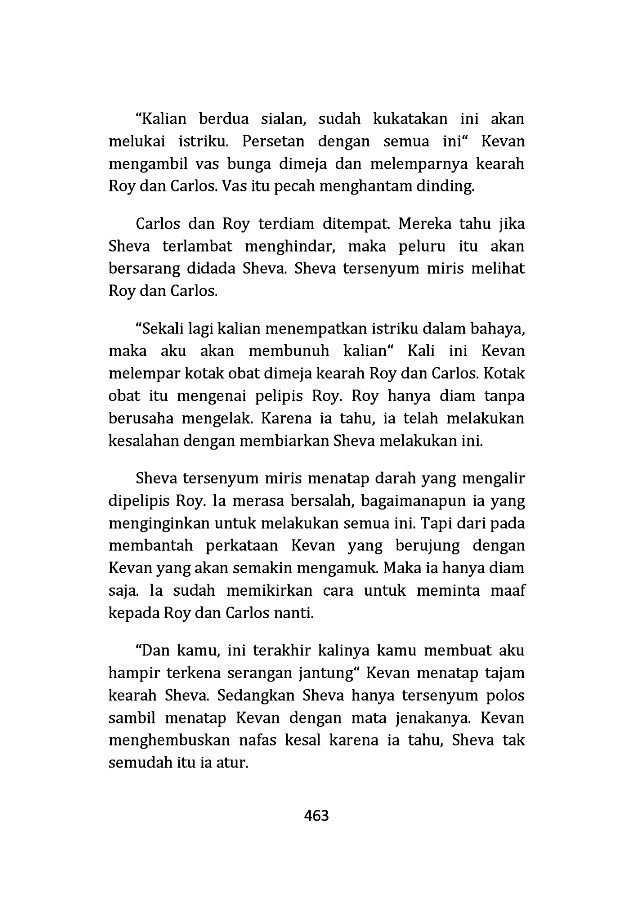 “Kalian berdua sialan, sudah kukatakan ini akan
melukai istriku. Persetan dengan semua ini“ Kevan
mengambil vas bunga dimeja dan melemparnya kearah
Roy dan Carlos. Vas itu pecah menghantam dinding.
Carlos dan Roy terdiam ditempat. Mereka tahu jika
Sheva terlambat menghindar, maka peluru itu akan
bersarang didada Sheva. Sheva tersenyum miris melihat
Roy dan Carlos.
“Sekali lagi kalian menempatkan istriku dalam bahaya,
maka aku akan membunuh kalian“ Kali ini Kevan
melempar kotak obat dimeja kearah Roy dan Carlos. Kotak
obat itu mengenai pelipis Roy. Roy hanya diam tanpa
berusaha mengelak. Karena ia tahu, ia telah melakukan
kesalahan dengan membiarkan Sheva melakukan ini.
Sheva tersenyum miris menatap darah yang mengalir
dipelipis Roy. Ia merasa bersalah, bagaimanapun ia yang
menginginkan untuk melakukan semua ini. Tapi dari pada
membantah perkataan Kevan yang berujung dengan
Kevan yang akan semakin mengamuk. Maka ia hanya diam
saja. Ia sudah memikirkan cara untuk meminta maaf
kepada Roy dan Carlos nanti.
“Dan kamu, ini terakhir kalinya kamu membuat aku
hampir terkena serangan jantung“ Kevan menatap tajam
kearah Sheva. Sedangkan Sheva hanya tersenyum polos
sambil menatap Kevan dengan mata jenakanya. Kevan
menghembuskan nafas kesal karena ia tahu, Sheva tak
semudah itu ia atur.
463